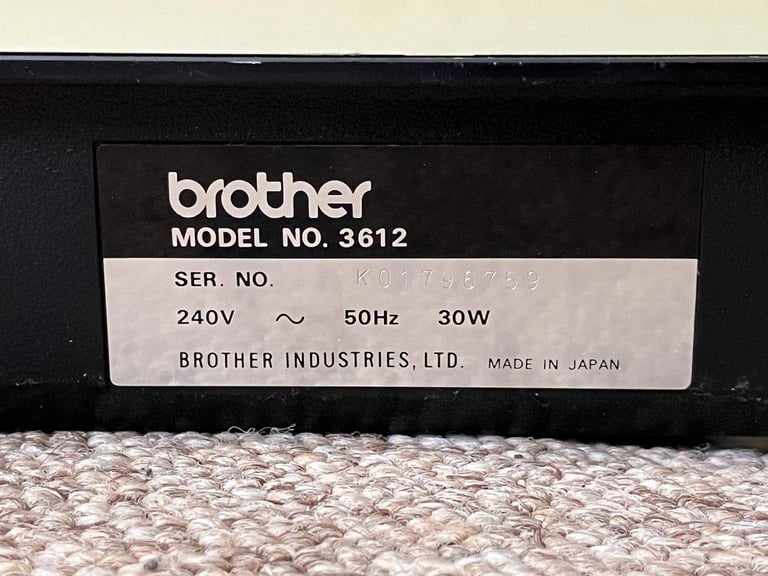 brother
MODEL NO. 3612
SER. NO. K01796759
240V ~ 50Hz 30W
BROTHER INDUSTRIES, LTD. MADE IN JAPAN